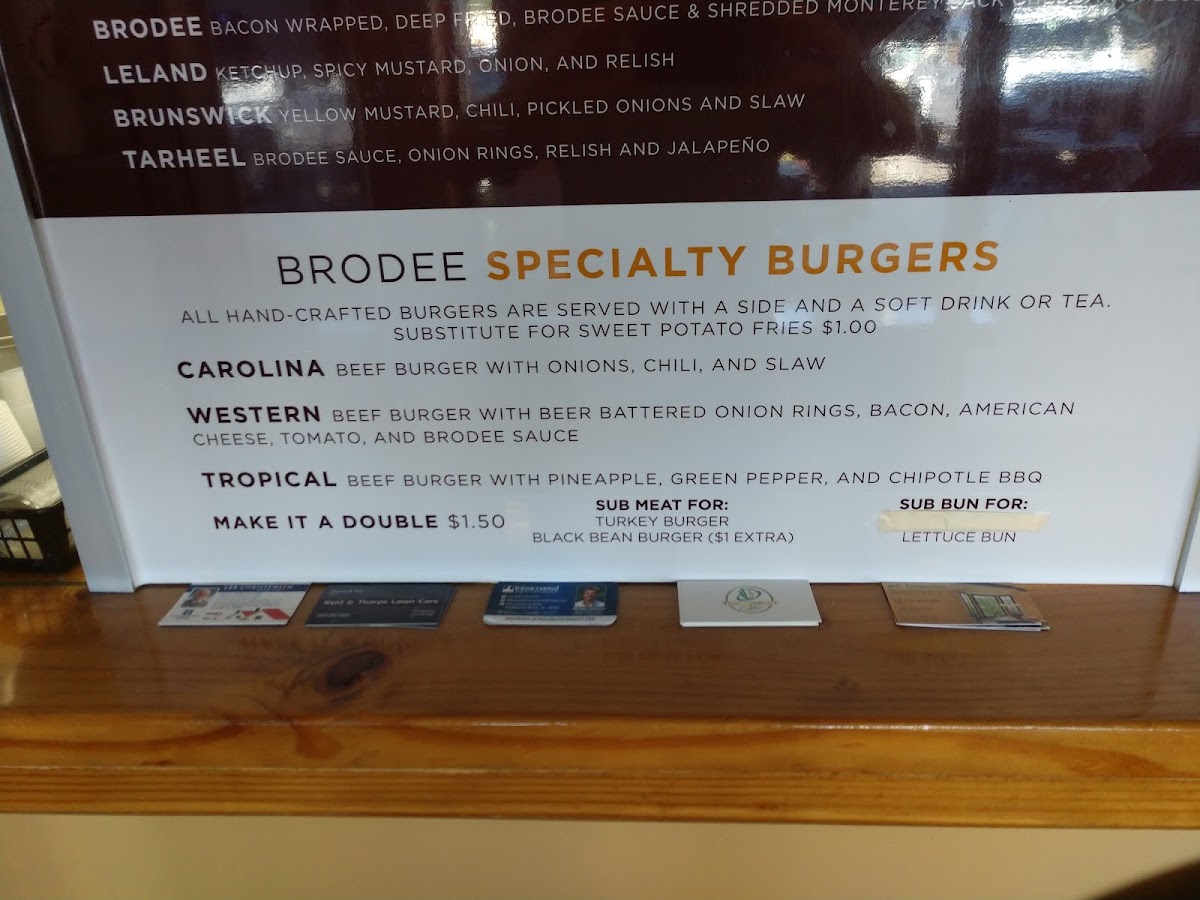 BRODEE BACON WRAPPED, DEEP FRIED, BRODEE SAUCE & SHREDDED MONTEREY JACK
LELAND KETCHUP, SPICY MUSTARD, ONION, AND RELISH
BRUNSWICK YELLOW MUSTARD, CHILI, PICKLED ONIONS AND SLAW
TARHEEL BRODEE SAUCE, ONION RINGS, RELISH AND JALAPEÑO
BRODEE SPECIALTY BURGERS
ALL HAND-CRAFTED BURGERS ARE SERVED WITH A SIDE AND A SOFT DRINK OR TEA.
SUBSTITUTE FOR SWEET POTATO FRIES $1.00
CAROLINA BEEF BURGER WITH ONIONS, CHILI, AND SLAW
WESTERN BEEF BURGER WITH BEER BATTERED ONION RINGS, BACON, AMERICAN
CHEESE, TOMATO, AND BRODEE SAUCE
TROPICAL BEEF BURGER WITH PINEAPPLE, GREEN PEPPER, AND CHIPOTLE BBQ
MAKE IT A DOUBLE $1.50
SUB MEAT FOR:
TURKEY BURGER
BLACK BEAN BURGER ($1 EXTRA)
SUB BUN FOR:
LETTUCE BUN
Kent & Thorpe Lawn Care